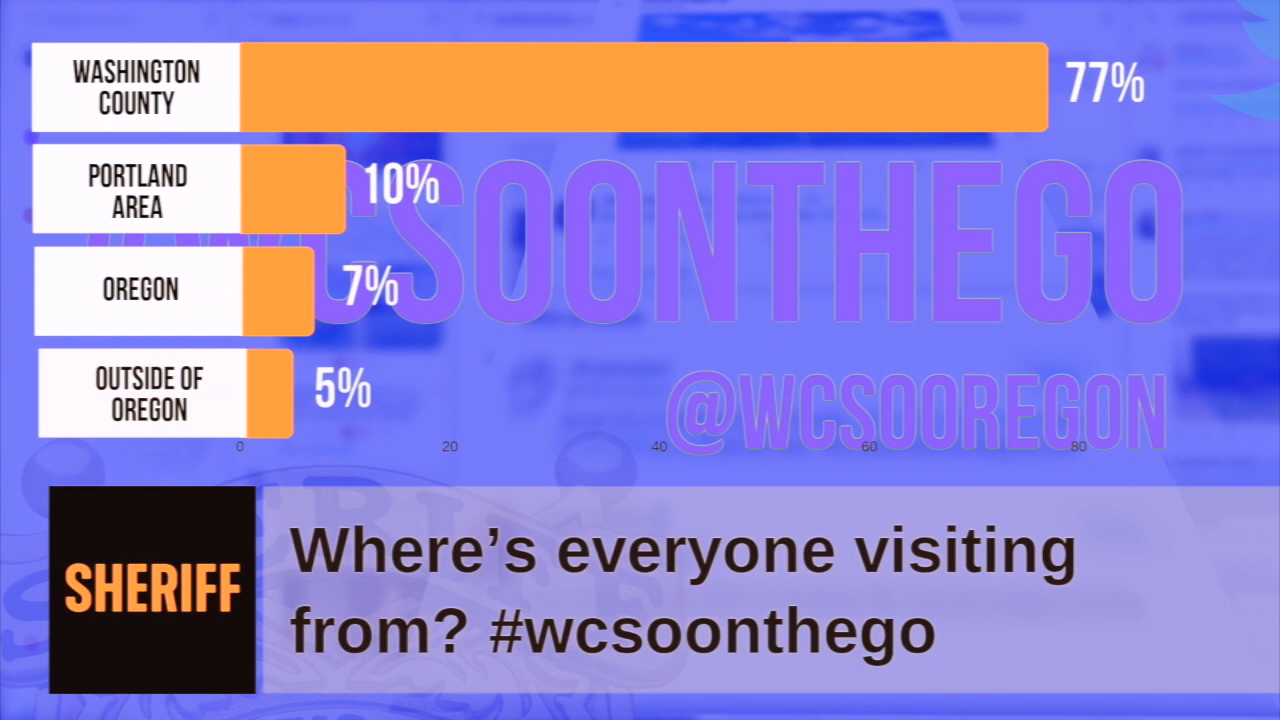 WASHINGTON
COUNTY
77%
PORTLAND
AREA
10%
OREGON
7%
OUTSIDE OF
OREGON
5%
CSOONTHEGO
@WCSOOREGON
0 20 40 60 80
SHERIFF
Where’s everyone visiting
from? #wcsoonthego